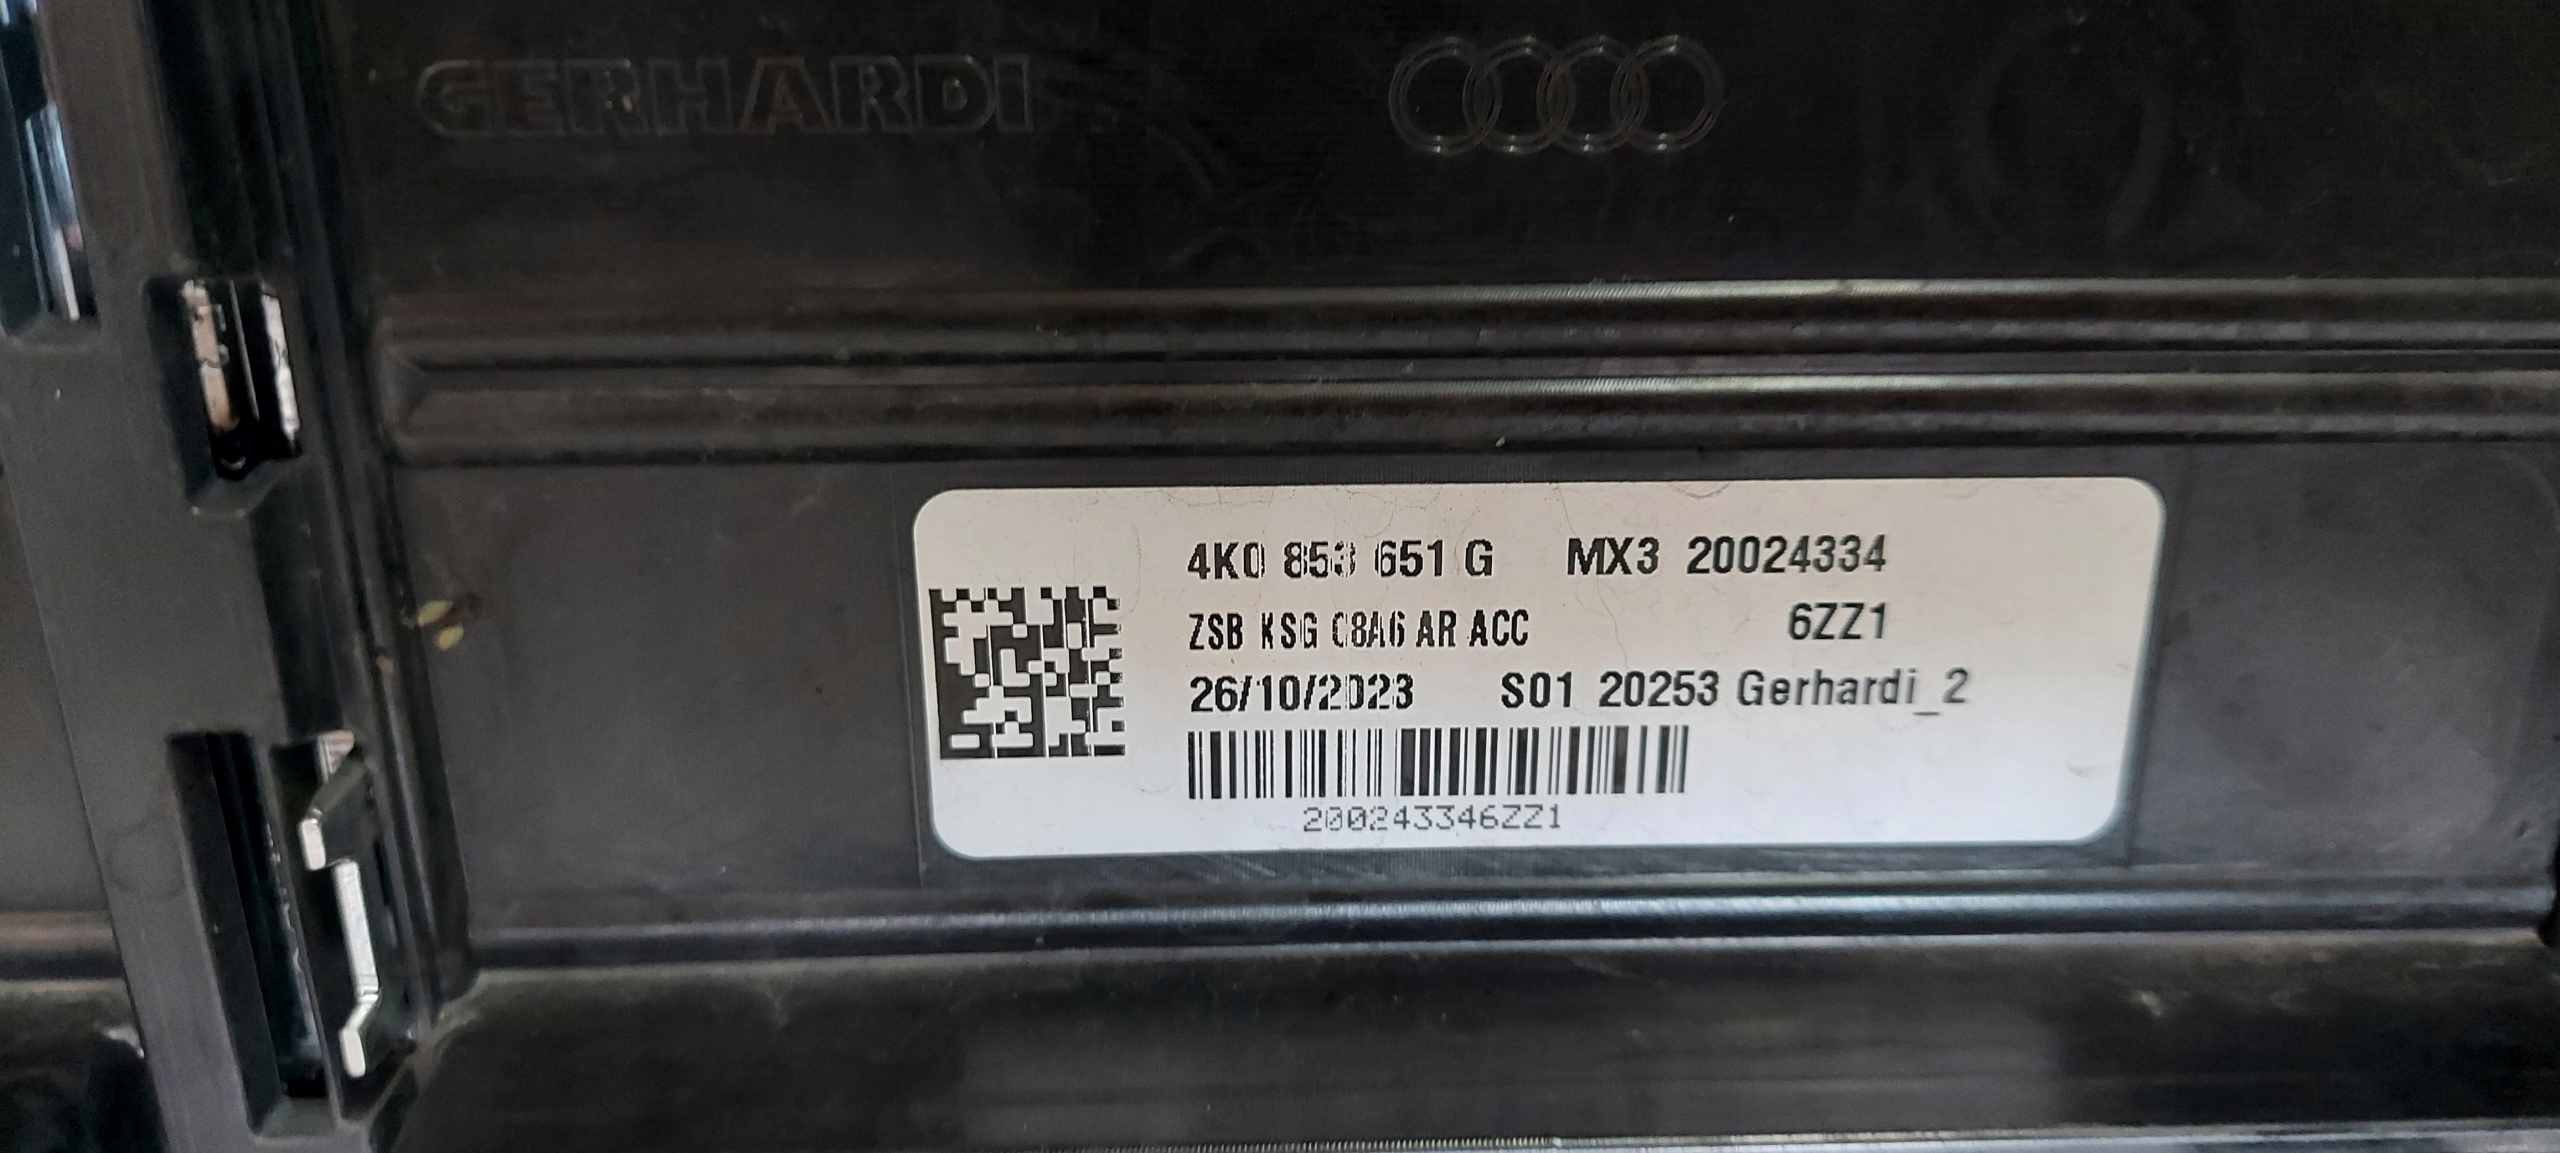 GERHARDI
4K0 853 651 G MX3 20024334
ZSB KSG C8A6 AR ACC 6ZZ1
26/10/2023 S01 20253 Gerhardi_2
200243346ZZ1